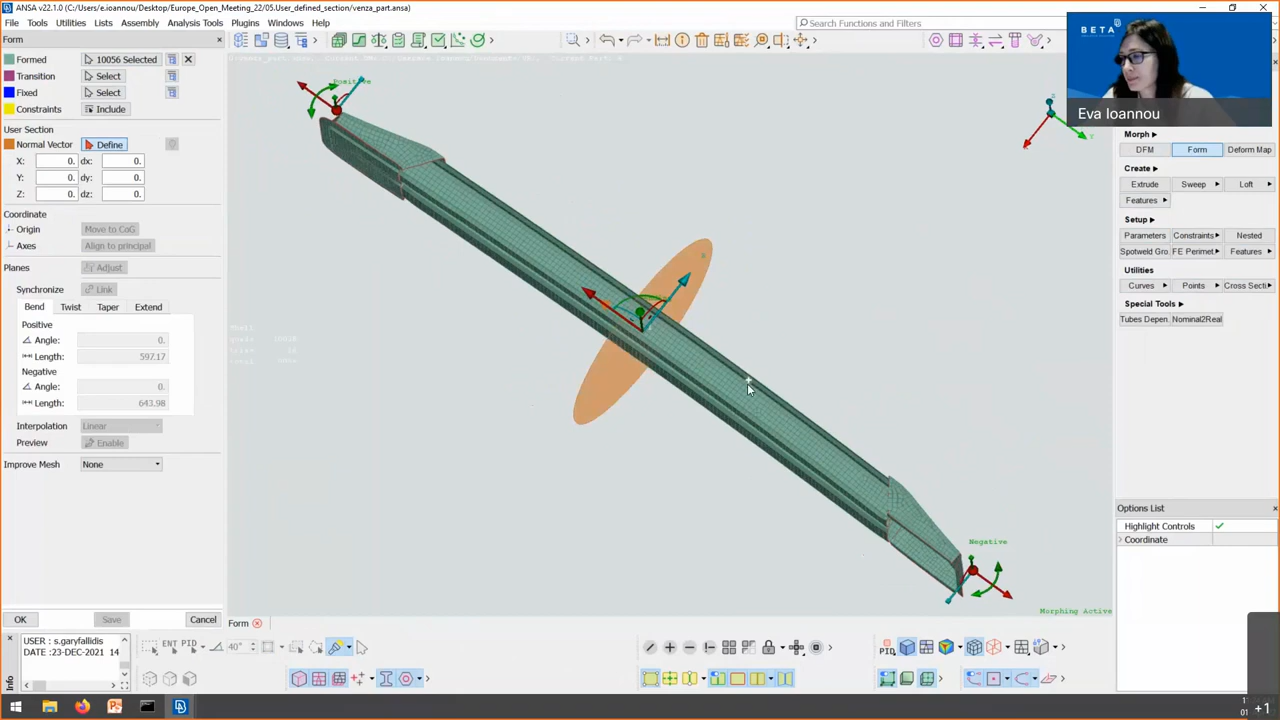 ANSA v22.1.0 (C:/Users/e.ioannou/Desktop/Europe_Open_Meeting_22/05.User_defined_section/venza_part.ansa)
File Utilities Lists Assembly Analysis Tools Plugins Windows Help
Search Functions and Filters
Form
Formed 10056 Selected
Transition Select
Fixed Select
Constraints Include
User Section
Normal Vector Define
X: 0. dx: 0.
Y: 0. dy: 0.
Z: 0. dz: 0.
Coordinate
Origin Move to CoG
Axes Align to principal
Planes Adjust
Synchronize Link
Bend Twist Taper Extend
Positive
Angle: 0.
Length: 597.17
Negative
Angle: 0.
Length: 643.98
Interpolation Linear
Preview Enable
Improve Mesh None
OK Save Cancel
USER : s.garyfallidis
DATE :23-DEC-2021 14
Info
Positive
Negative
Morphing Active
Form
ENT PID 40°
PID
BETA
Eva Ioannou
Morph
DFM Form Deform Map
Create
Extrude Sweep Loft
Features
Setup
Parameters Constraints Nested
Spotweld Gro FE Perimet Features
Utilities
Curves Points Cross Secti
Special Tools
Tubes Depen. Nominal2Real
Options List
Highlight Controls
Coordinate
+1